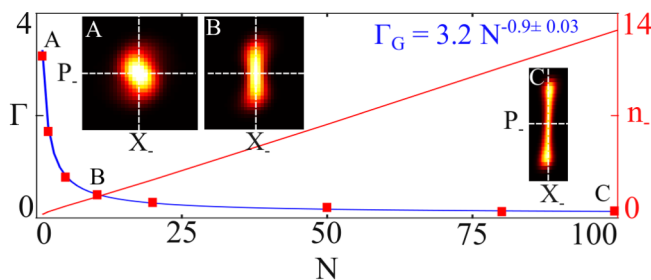 4
A
A
B
Γ_G = 3.2 N^-0.9± 0.03
14
P_-
C
P_-
Γ
n_-
X_-
X_-
X_-
B
C
0
0
0
25
50
75
100
N